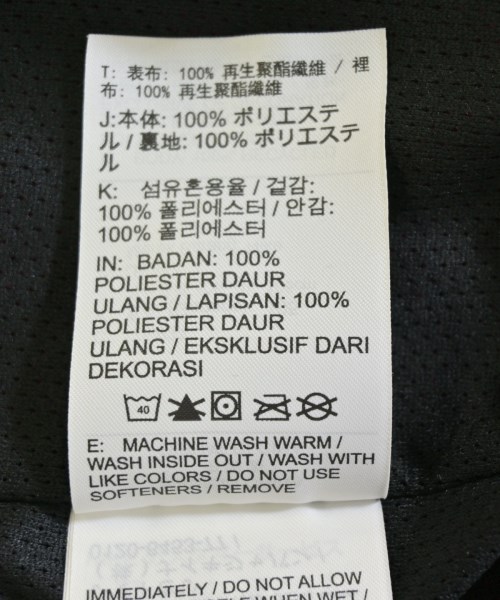 T: 表布: 100% 再生聚酯纖維 / 裡
布: 100% 再生聚酯纖維
J:本体: 100% ポリエステ
ル / 裏地: 100% ポリエステ
ル
K: 섬유혼용율 / 겉감:
100% 폴리에스터 / 안감:
100% 폴리에스터
IN: BADAN: 100%
POLIESTER DAUR
ULANG / LAPISAN: 100%
POLIESTER DAUR
ULANG / EKSKLUSIF DARI
DEKORASI
40
E: MACHINE WASH WARM /
WASH INSIDE OUT / WASH WITH
LIKE COLORS / DO NOT USE
SOFTENERS / REMOVE
IMMEDIATELY / DO NOT ALLOW
WHEN WET /